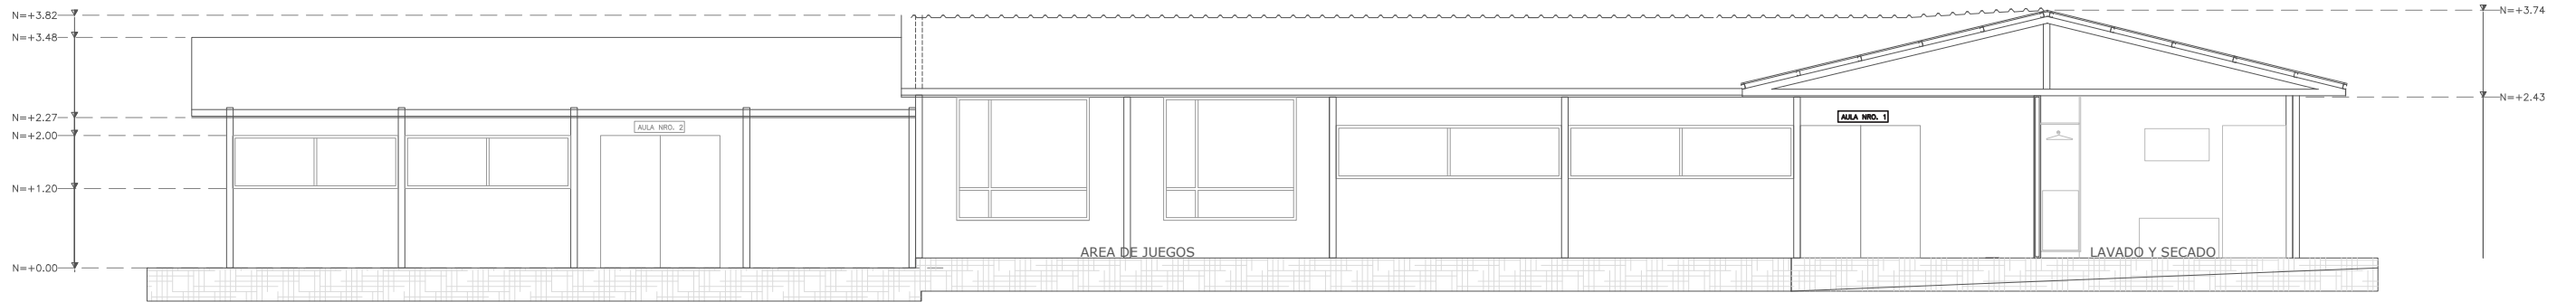 N=+3.82
N=+3.74
N=+3.48
N=+2.43
N=+2.27
AULA NRO. 1
AULA NRO. 2
N=+2.00
N=+1.20
AREA DE JUEGOS
LAVADO Y SECADO
N=+0.00